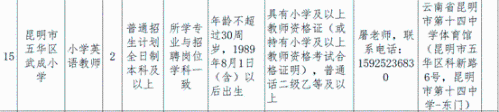 15
昆明市
五华区
武成小
学
小学英
语教师
2
普通招
生计划
全日制
本科及
以上
所学专
业与招
聘岗位
学科一
致
年龄不超
过30周
岁,1989
年8月1日
(含)以
后出生
具有小学及以上
教师资格证(或
持有小学及以上
教师资格考试合
格证明),普通
话二级乙等及以
上
屠老师,联
系电话:
1592523683
0
云南省昆明
市第十四中
学体育馆
(昆明市五
华区科新路
6号,昆明
市第十四中
学-东门)